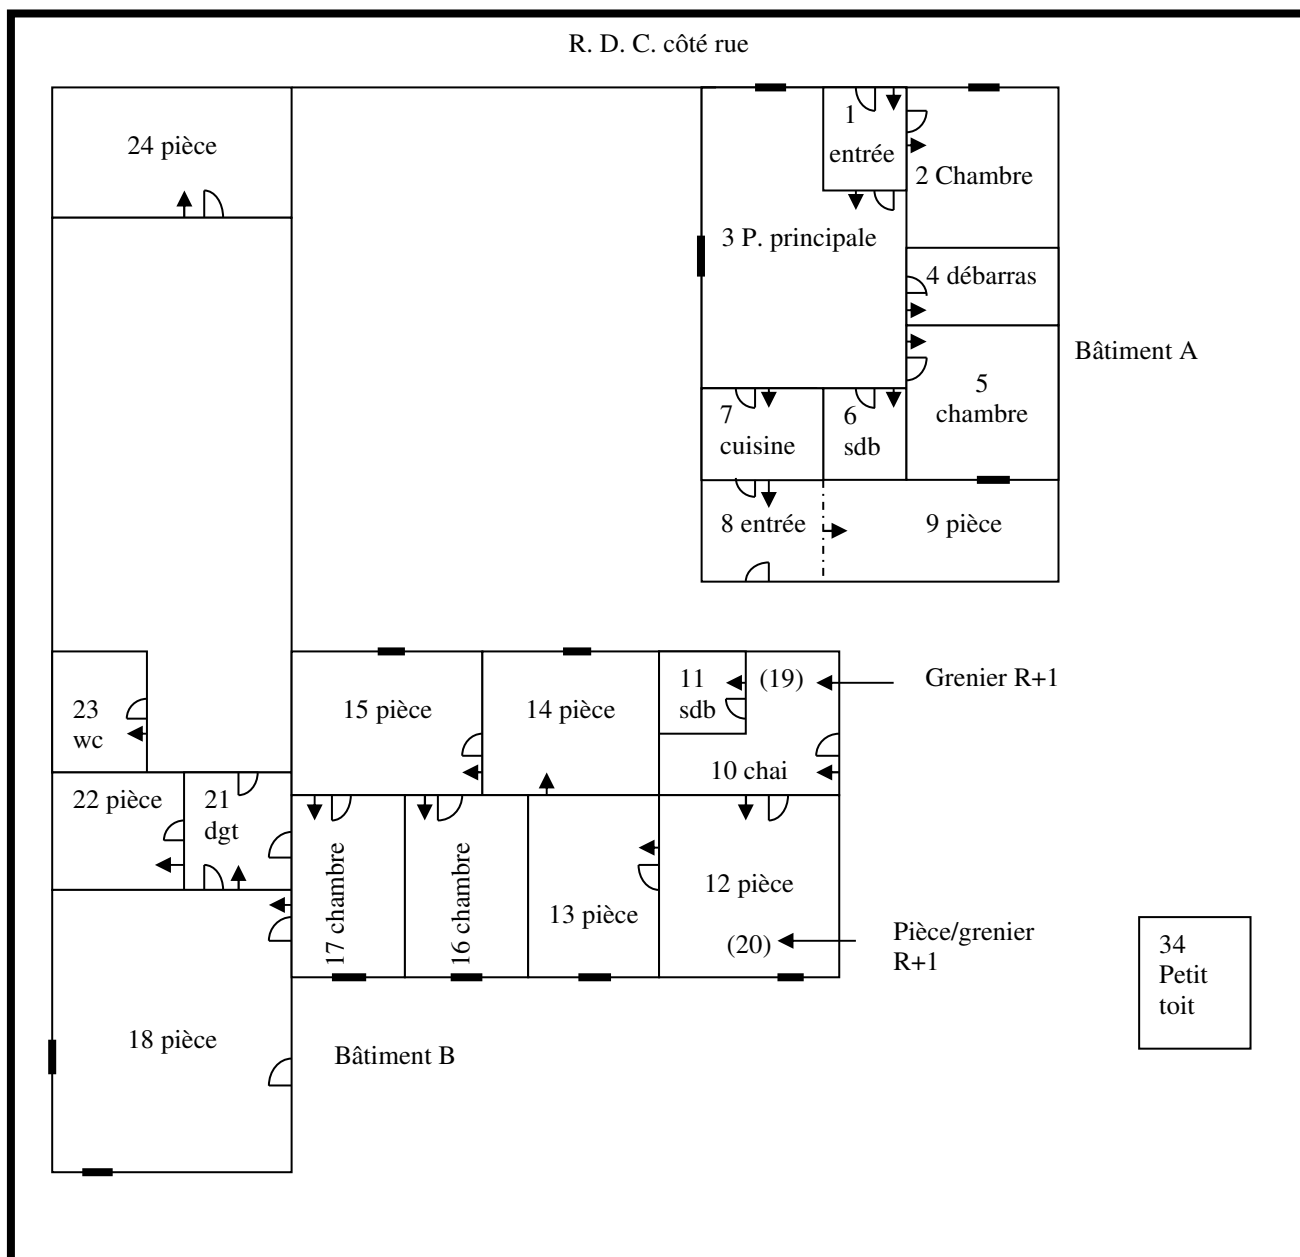 R. D. C. côté rue
24 pièce
1
entrée
2 Chambre
3 P. principale
4 débarras
Bâtiment A
5
chambre
7
cuisine
6
sdb
8 entrée
9 pièce
23
wc
15 pièce
14 pièce
11
sdb
(19)
Grenier R+1
10 chai
22 pièce
21
dgt
17 chambre
16 chambre
13 pièce
12 pièce
(20)
Pièce/grenier
R+1
34
Petit
toit
18 pièce
Bâtiment B